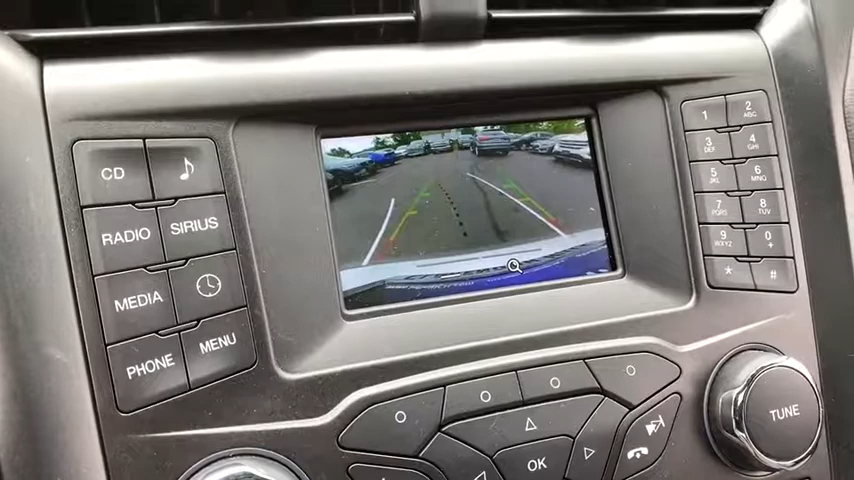 CD
RADIO SIRIUS
MEDIA
PHONE MENU
1 2 ABC
3 DEF 4 GHI
5 JKL 6 MNO
7 PQRS 8 TUV
9 WXYZ 0 +
* #
OK
TUNE